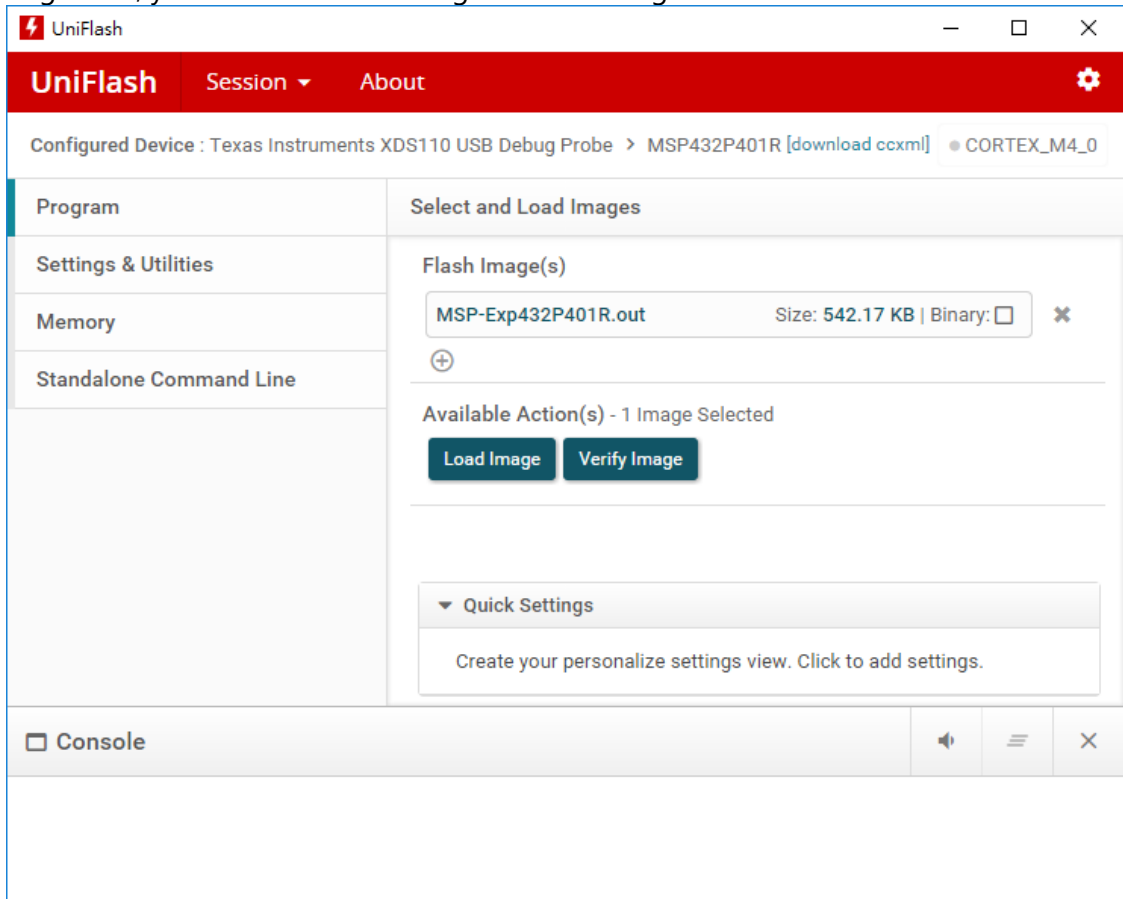 UniFlash
UniFlash Session About
Configured Device : Texas Instruments XDS110 USB Debug Probe > MSP432P401R [download ccxml] CORTEX_M4_0
Program
Settings & Utilities
Memory
Standalone Command Line
Select and Load Images
Flash Image(s)
MSP-Exp432P401R.out Size: 542.17 KB | Binary:
Available Action(s) - 1 Image Selected
Load Image Verify Image
Quick Settings
Create your personalize settings view. Click to add settings.
Console